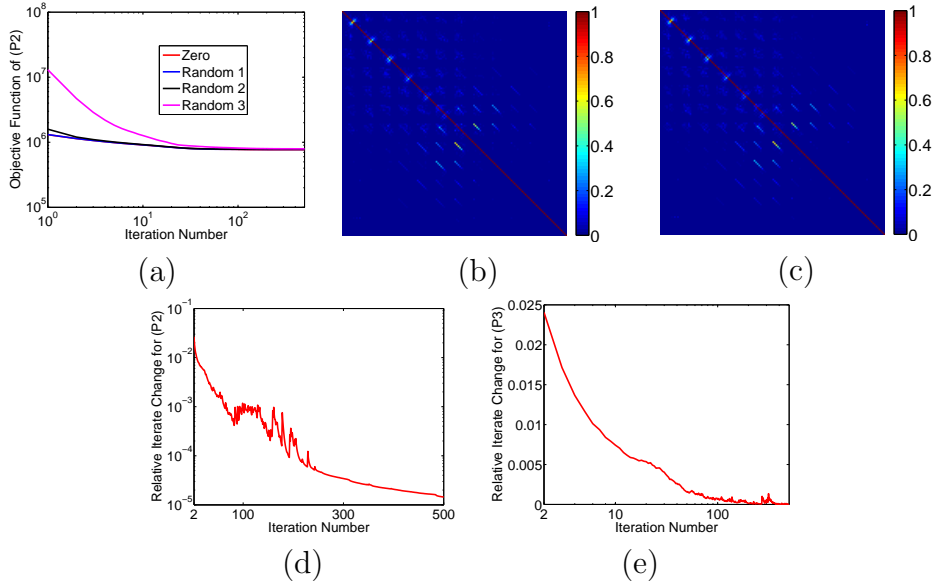 10^8
10^7
10^6
10^5
Objective Function of (P2)
Zero
Random 1
Random 2
Random 3
10^0
10^1
10^2
Iteration Number
(a)
1
0.8
0.6
0.4
0.2
0
(b)
1
0.8
0.6
0.4
0.2
0
(c)
10^−1
10^−2
10^−3
10^−4
10^−5
Relative Iterate Change for (P2)
2
100
300
500
Iteration Number
(d)
0.025
0.02
0.015
0.01
0.005
0
Relative Iterate Change for (P3)
2
10
100
Iteration Number
(e)